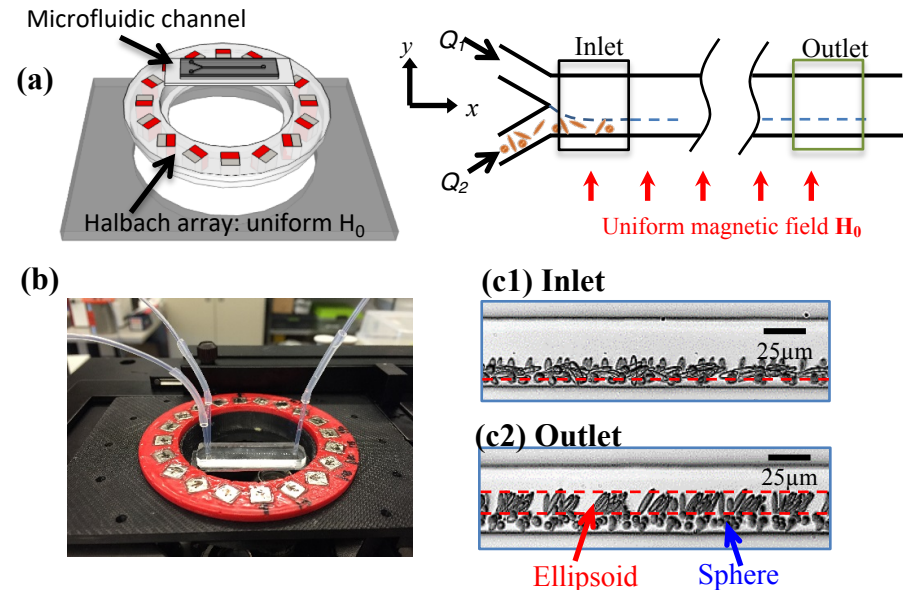 Microfluidic channel
(a)
Halbach array: uniform H₀
y
x
Q₁
Q₂
Inlet
Outlet
Uniform magnetic field H₀
(b)
(c1) Inlet
25μm
(c2) Outlet
25μm
Ellipsoid
Sphere